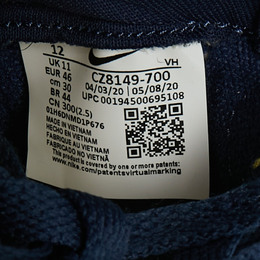 12
UK 11
EUR 46
cm 30
BR 44
CN 300(2.5)
VH
CZ8149-700
04/03/20 05/08/20
UPC 00194500695108
01H6DNMD1P676
MADE IN VIETNAM
HECHO EN VIETNAM
FABRIQUÉ AU VIETNAM
FABRICADO NO VIETNÃ
This product is covered by one or more patents.
See www.nike.com/patentsvirtualmarking